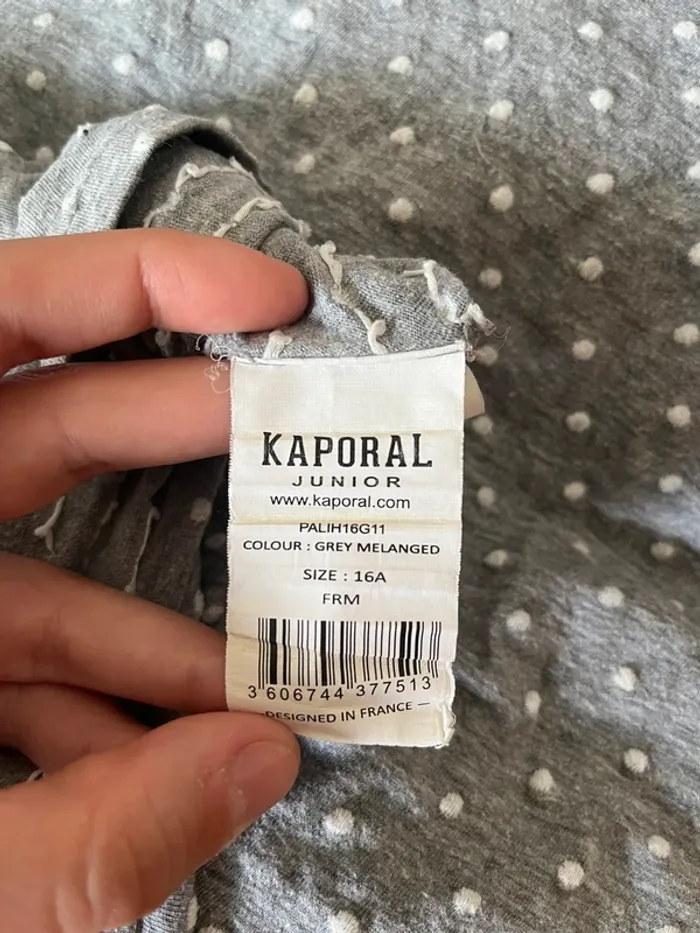 KAPORAL
JUNIOR
www.kaporal.com
PALIH16G11
COLOUR : GREY MELANGED
SIZE : 16A
FRM
3 606744 377513
DESIGNED IN FRANCE —